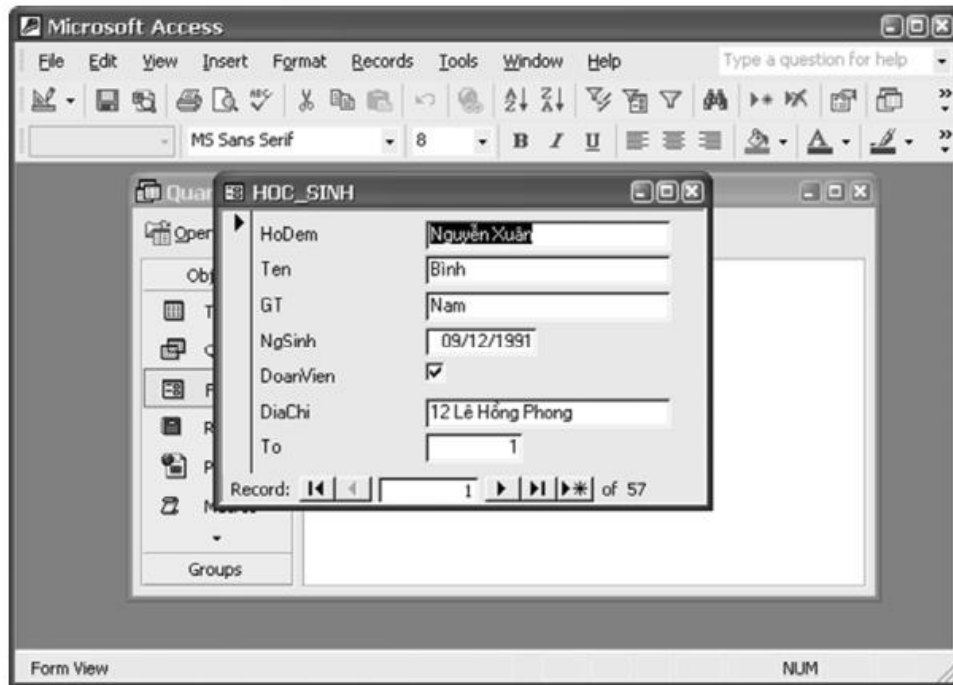 Microsoft Access
File Edit View Insert Format Records Tools Window Help Type a question for help
MS Sans Serif 8 B I U A
HOC_SINH
Open
HoDem Nguyễn Xuân
Ten Bình
GT Nam
NgSinh 09/12/1991
DoanVien
DiaChi 12 Lê Hồng Phong
To 1
Record: 1 of 57
Groups
Form View NUM